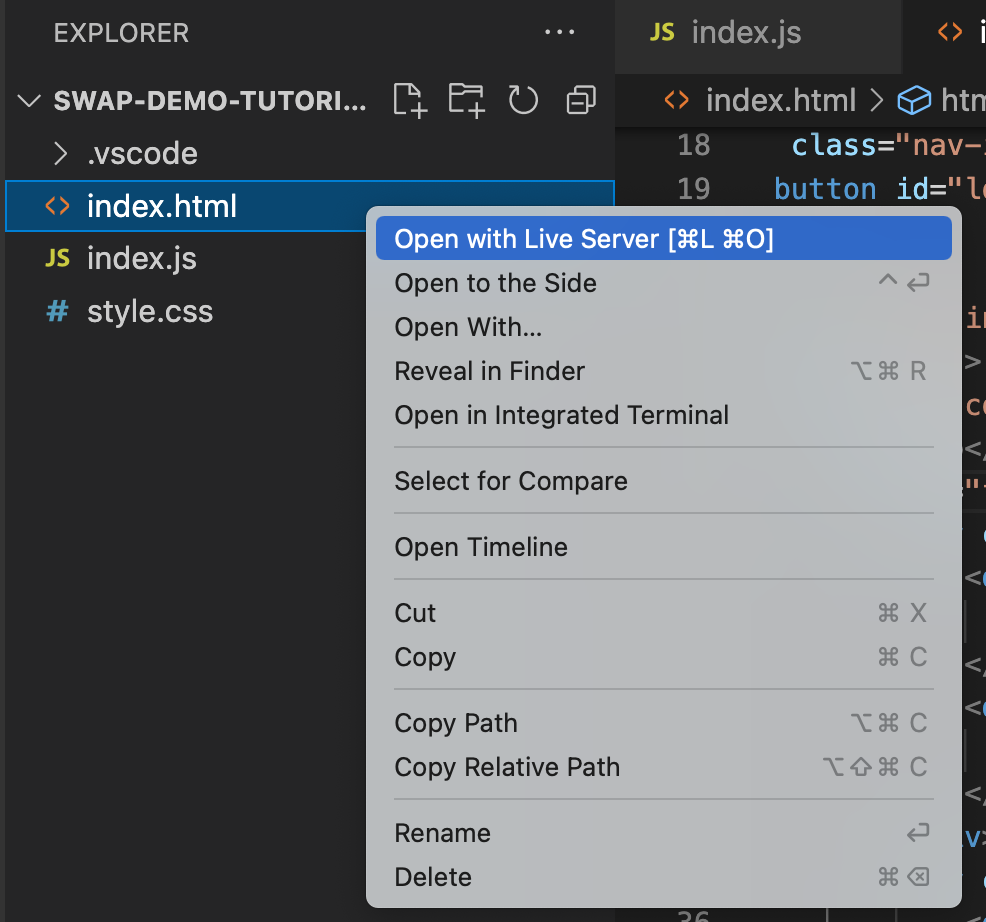 EXPLORER ...
SWAP-DEMO-TUTORI...
.vscode
<> index.html
JS index.js
# style.css
JS index.js
<>
<> index.html >
18 class="nav-
19 button id="l
Open with Live Server [⌘L ⌘O]
Open to the Side ⌃ ⏎
Open With...
Reveal in Finder ⌥⌘ R
Open in Integrated Terminal
Select for Compare
Open Timeline
Cut ⌘ X
Copy ⌘ C
Copy Path ⌥⌘ C
Copy Relative Path ⌥⇧⌘ C
Rename ⏎
Delete ⌘ ⌫
36